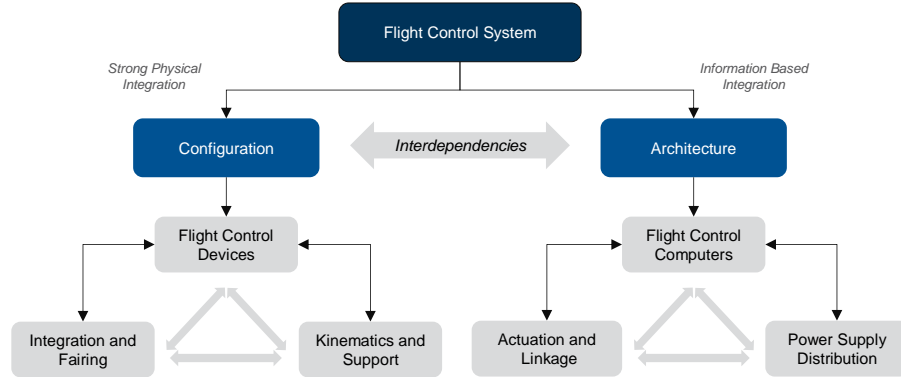 Flight Control System
Strong Physical
Integration
Information Based
Integration
Configuration
Interdependencies
Architecture
Flight Control
Devices
Flight Control
Computers
Integration and
Fairing
Kinematics and
Support
Actuation and
Linkage
Power Supply
Distribution